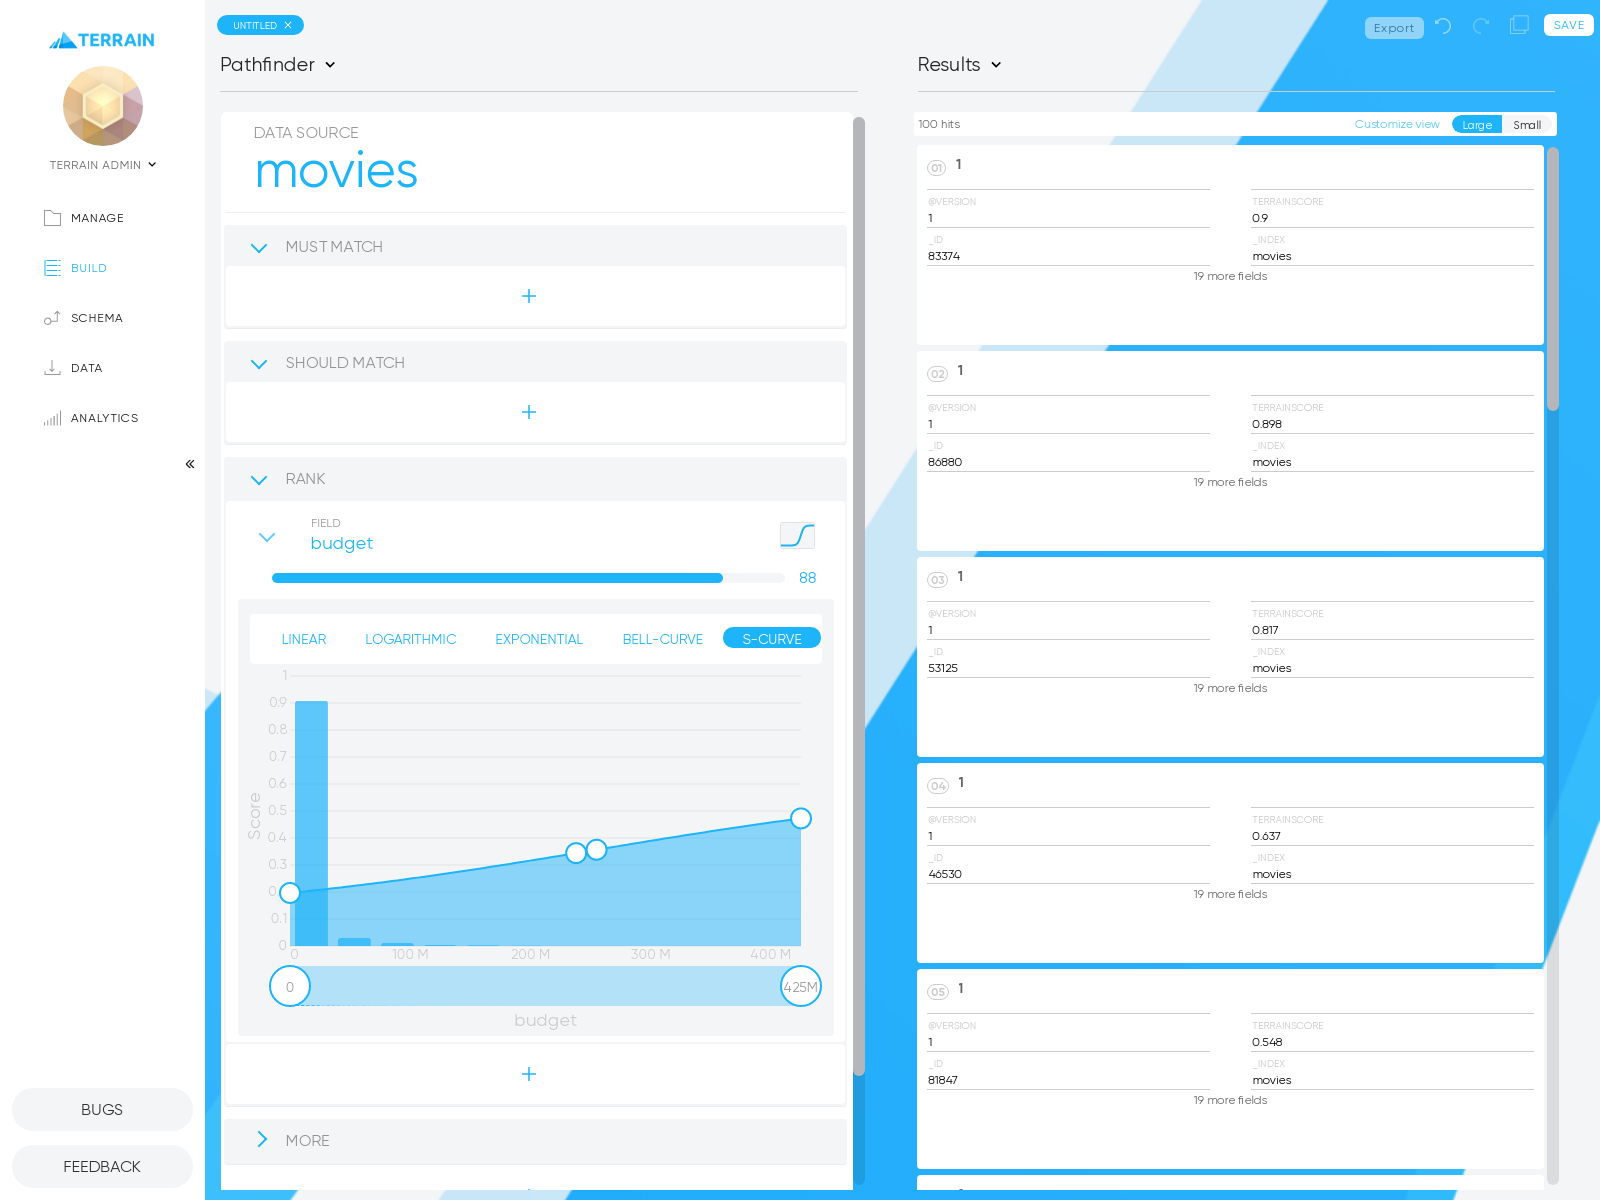 TERRAIN
TERRAIN ADMIN
MANAGE
BUILD
SCHEMA
DATA
ANALYTICS
BUGS
FEEDBACK
UNTITLED
Pathfinder
DATA SOURCE
movies
MUST MATCH
+
SHOULD MATCH
+
RANK
FIELD
budget
88
LINEAR LOGARITHMIC EXPONENTIAL BELL-CURVE S-CURVE
Score
1
0.9
0.8
0.7
0.6
0.5
0.4
0.3
0.
0.1
0
0 100 M 200 M 300 M 400 M
0 425M
budget
+
MORE
Export SAVE
Results
100 hits Customize view Large Small
01 1
@VERSION TERRAINSCORE
1 0.9
_ID _INDEX
83374 movies
19 more fields
02 1
@VERSION TERRAINSCORE
1 0.898
_ID _INDEX
86880 movies
19 more fields
03 1
@VERSION TERRAINSCORE
1 0.817
_ID _INDEX
53125 movies
19 more fields
04 1
@VERSION TERRAINSCORE
1 0.637
_ID _INDEX
46530 movies
19 more fields
05 1
@VERSION TERRAINSCORE
1 0.548
_ID _INDEX
81847 movies
19 more fields